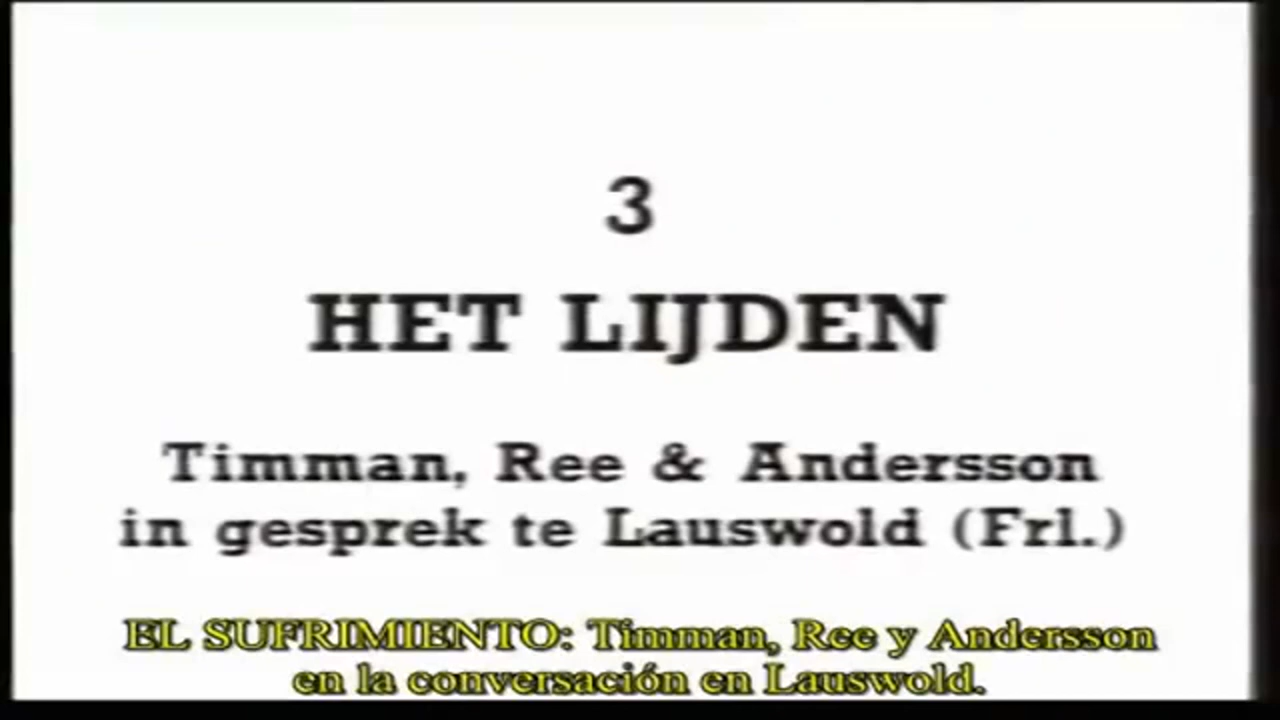 3
HET LIJDEN
Timman, Ree & Andersson
in gesprek te Lauswold (Frl.)
EL SUFRIMIENTO: Timman, Ree y Andersson
en la conversación en Lauswold.